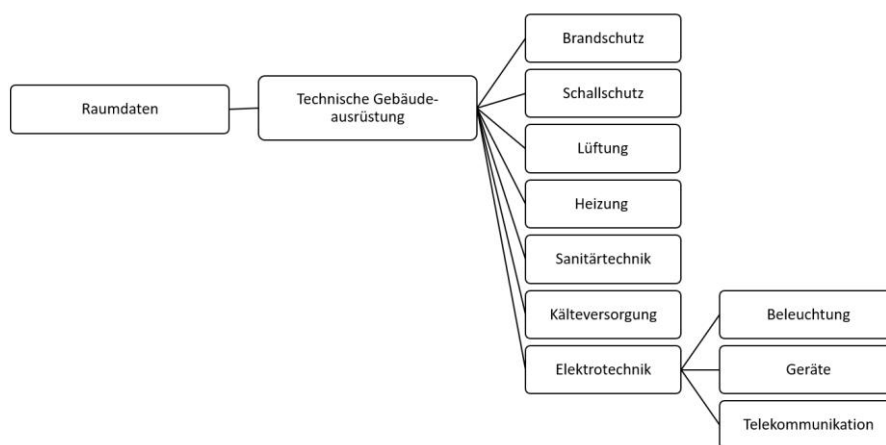 Raumdaten
Technische Gebäude-
ausrüstung
Brandschutz
Schallschutz
Lüftung
Heizung
Sanitärtechnik
Kälteversorgung
Elektrotechnik
Beleuchtung
Geräte
Telekommunikation